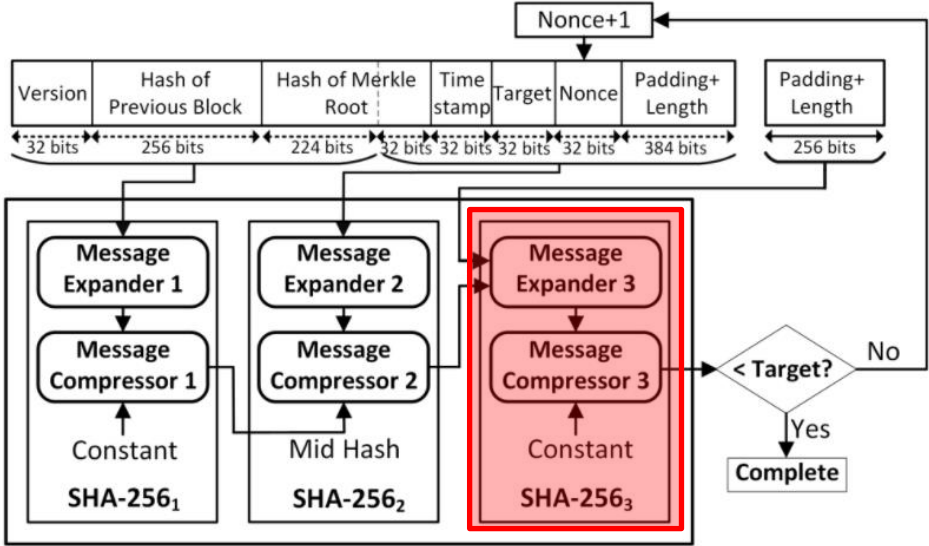 Nonce+1
Version
Hash of
Previous Block
Hash of Merkle
Root
Time
stamp
Target
Nonce
Padding+
Length
Padding+
Length
32 bits
256 bits
224 bits
32 bits
32 bits
32 bits
32 bits
384 bits
256 bits
Message
Expander 1
Message
Expander 2
Message
Expander 3
Message
Compressor 1
Message
Compressor 2
Message
Compressor 3
< Target?
No
Yes
Constant
Mid Hash
Constant
Complete
SHA-256₁
SHA-256₂
SHA-256₃